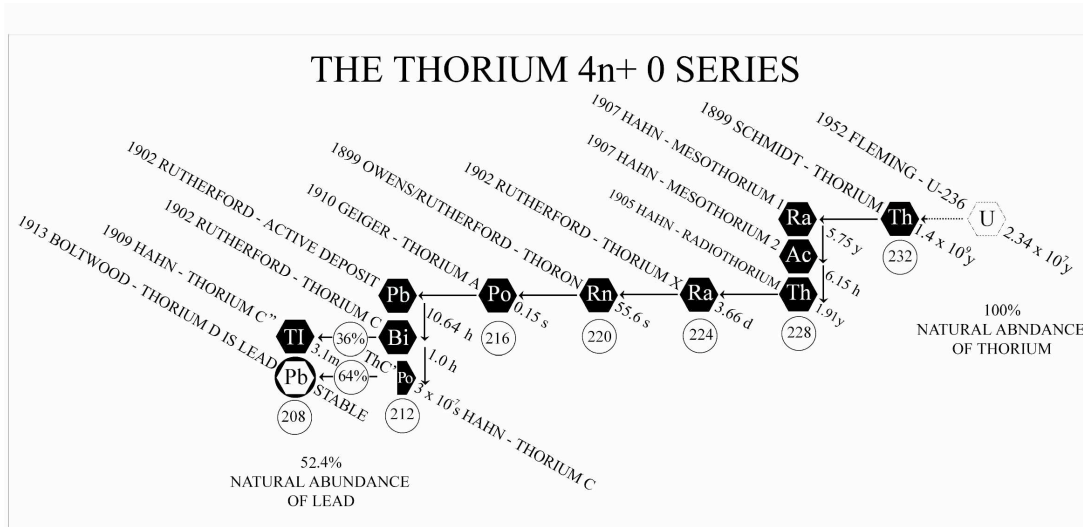 THE THORIUM 4n+ 0 SERIES
1952 FLEMING - U-236
1899 SCHMIDT - THORIUM
1907 HAHN - MESOTHORIUM 1
1907 HAHN - MESOTHORIUM 2
1905 HAHN - RADIOTHORIUM
1902 RUTHERFORD - THORIUM X
1899 OWENS/RUTHERFORD - THORON
1910 GEIGER - THORIUM A
1902 RUTHERFORD - ACTIVE DEPOSIT
1902 RUTHERFORD - THORIUM C
1909 HAHN - THORIUM C”
1913 BOLTWOOD - THORIUM D IS LEAD
Ra
Th
U
5.75 y
1.4 x 10⁹y
2.34 x 10⁷y
232
Ac
6.15 h
Pb
Po
Rn
Ra
Th
10.64 h
0.15 s
55.6 s
3.66 d
1.91y
216
220
224
228
100%
NATURAL ABNDANCE
OF THORIUM
Tl
36%
Bi
3.1m
ThC’
1.0 h
Pb
64%
Po
STABLE
3 x 10⁻⁷s HAHN - THORIUM C
208
212
52.4%
NATURAL ABUNDANCE
OF LEAD